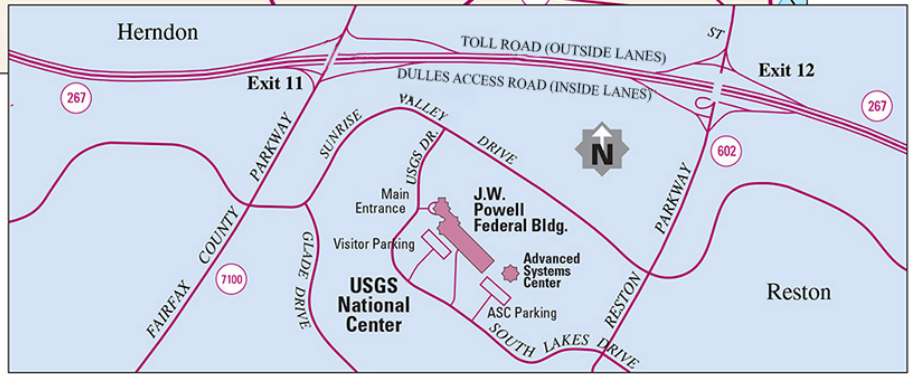 Herndon
ST
TOLL ROAD (OUTSIDE LANES)
DULLES ACCESS ROAD (INSIDE LANES)
Exit 11
Exit 12
267
267
602
SUNRISE VALLEY DRIVE
USGS DR.
N
FAIRFAX COUNTY PARKWAY
7100
GLADE DRIVE
Main
Entrance
J.W.
Powell
Federal Bldg.
Visitor Parking
Advanced
Systems
Center
USGS
National
Center
ASC Parking
SOUTH LAKES DRIVE
RESTON PARKWAY
Reston